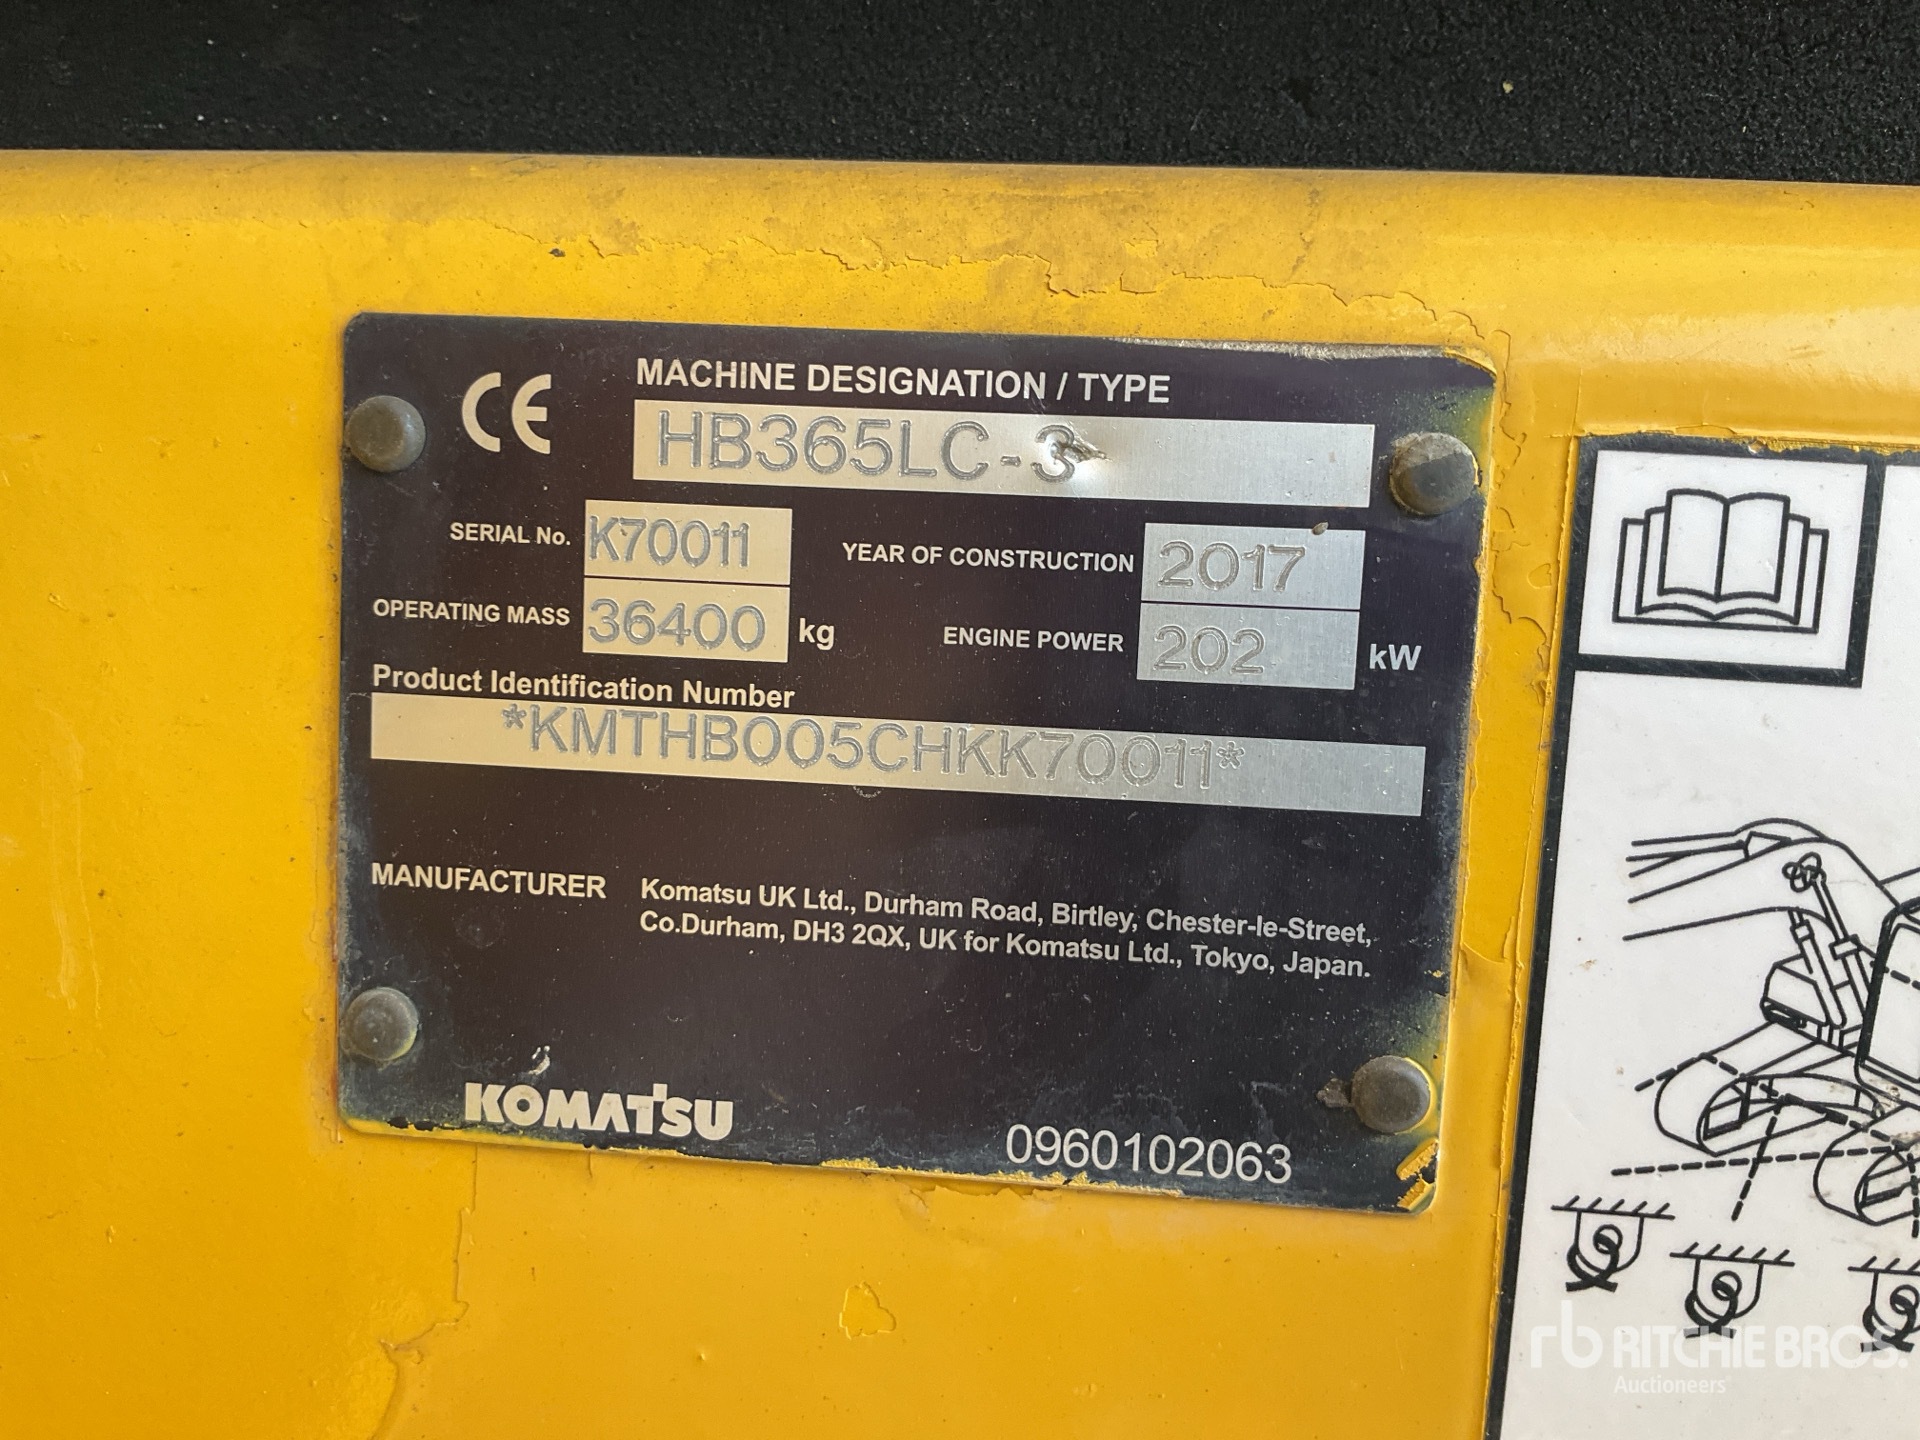 CE
MACHINE DESIGNATION / TYPE
HB365LC-3
SERIAL No. K70011
YEAR OF CONSTRUCTION 2017
OPERATING MASS 36400 kg
ENGINE POWER 202 kW
Product Identification Number
*KMTHB005CHKK70011*
MANUFACTURER Komatsu UK Ltd., Durham Road, Birtley, Chester-le-Street,
Co.Durham, DH3 2QX, UK for Komatsu Ltd., Tokyo, Japan.
KOMATSU
0960102063
rb RITCHIE BROS.
Auctioneers